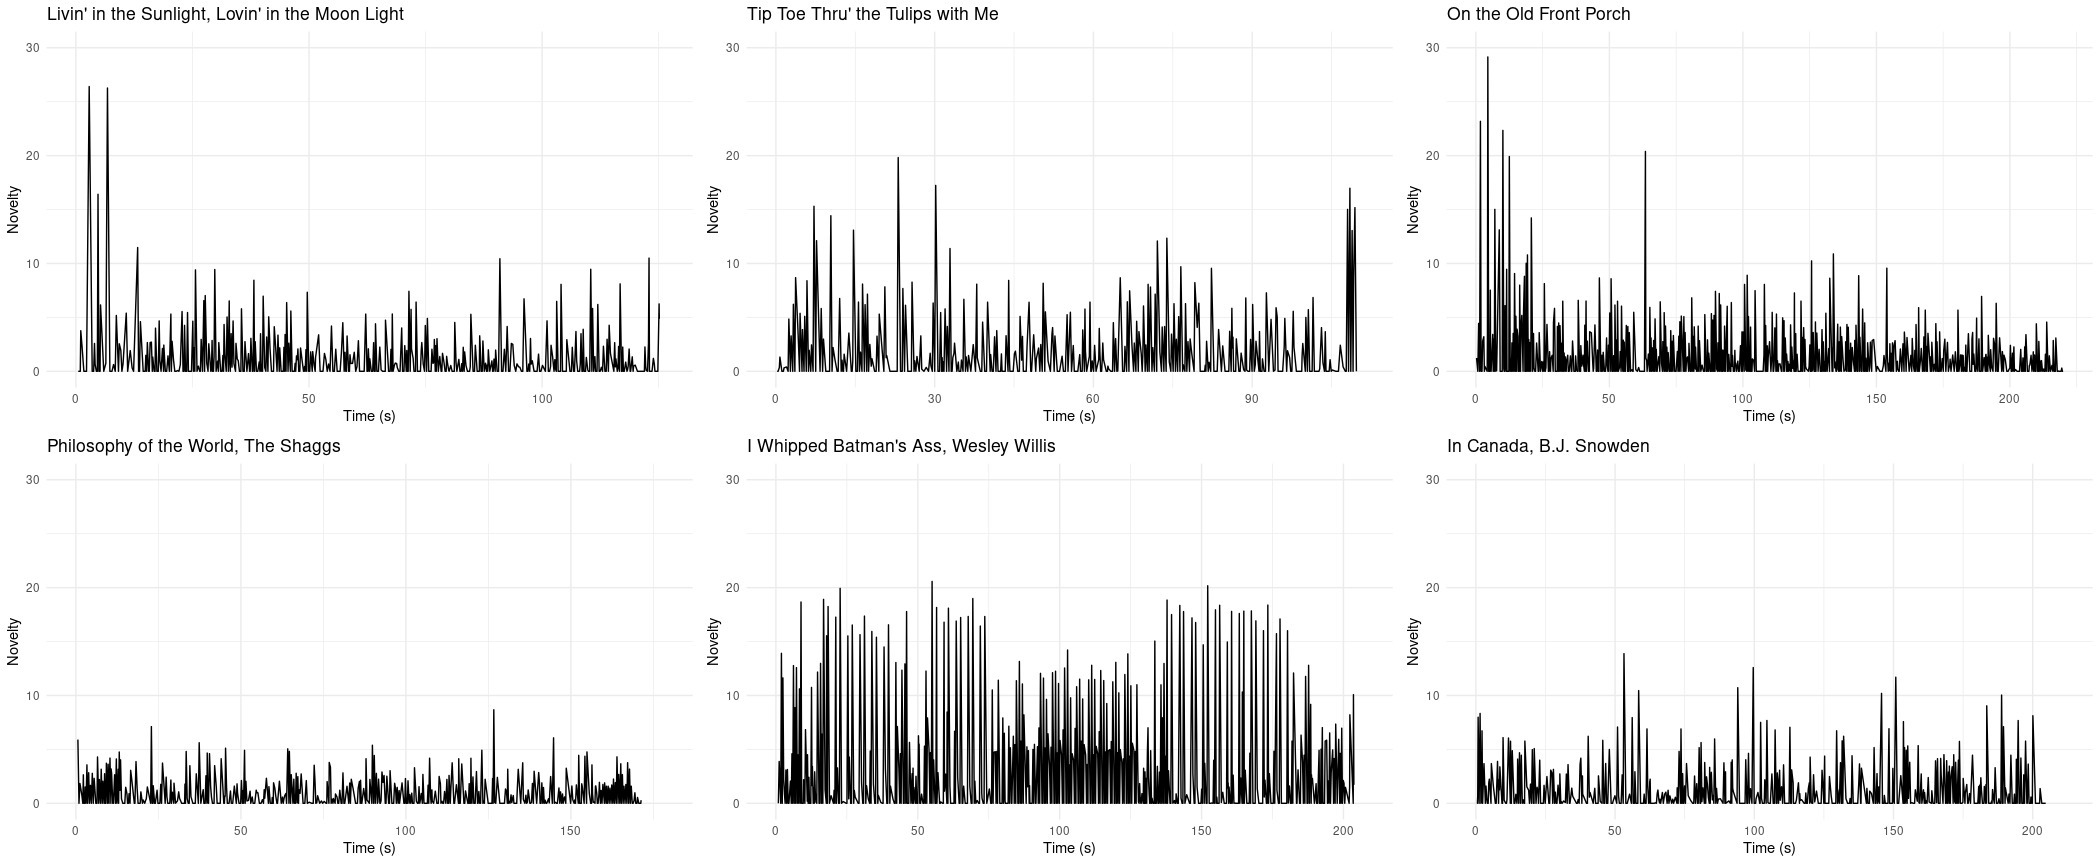 Livin' in the Sunlight, Lovin' in the Moon Light
30
20
10
0
Novelty
0 50 100
Time (s)
Tip Toe Thru' the Tulips with Me
30
20
10
0
Novelty
0 30 60 90
Time (s)
On the Old Front Porch
30
20
10
0
Novelty
0 50 100 150 200
Time (s)
Philosophy of the World, The Shaggs
30
20
10
0
Novelty
0 50 100 150
Time (s)
I Whipped Batman's Ass, Wesley Willis
30
20
10
0
Novelty
0 50 100 150 200
Time (s)
In Canada, B.J. Snowden
30
20
10
0
Novelty
0 50 100 150 200
Time (s)